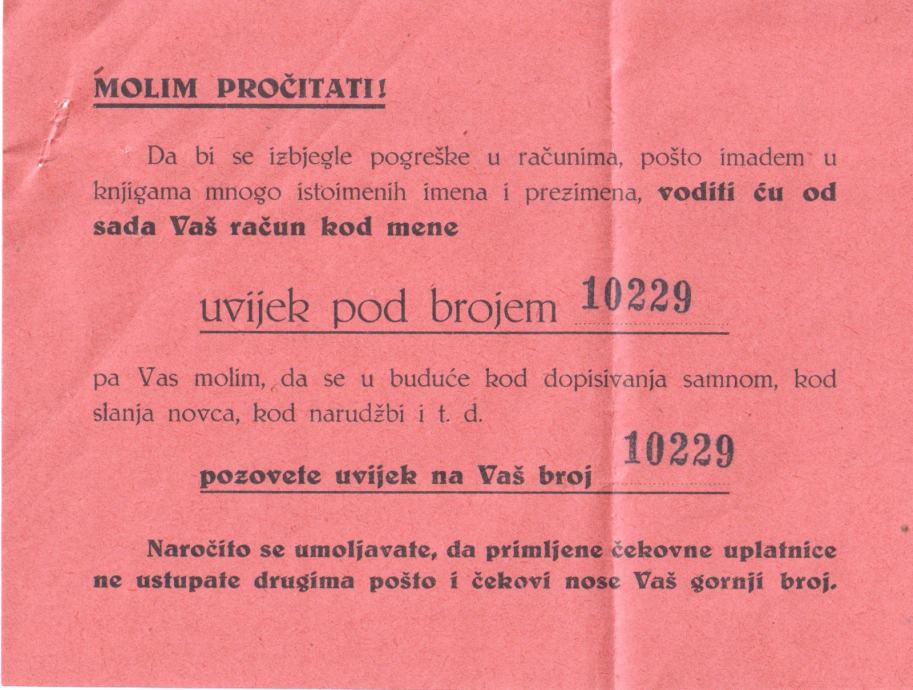 MOLIM PROČITATI!
Da bi se izbjegle pogreške u računima, pošto imadem u
knjigama mnogo istoimenih imena i prezimena, voditi ću od
sada Vaš račun kod mene
uvijek pod brojem 10229
pa Vas molim, da se u buduće kod dopisivanja samnom, kod
slanja novca, kod narudžbi i t. d.
pozovete uvijek na Vaš broj 10229
Naročito se umoljavate, da primljene čekovne uplatnice
ne ustupate drugima pošto i čekovi nose Vaš gornji broj.